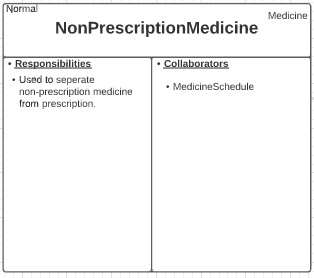 Normal
Medicine
NonPrescriptionMedicine
• Responsibilities
• Used to seperate
non-prescription medicine
from prescription.
• Collaborators
• MedicineSchedule